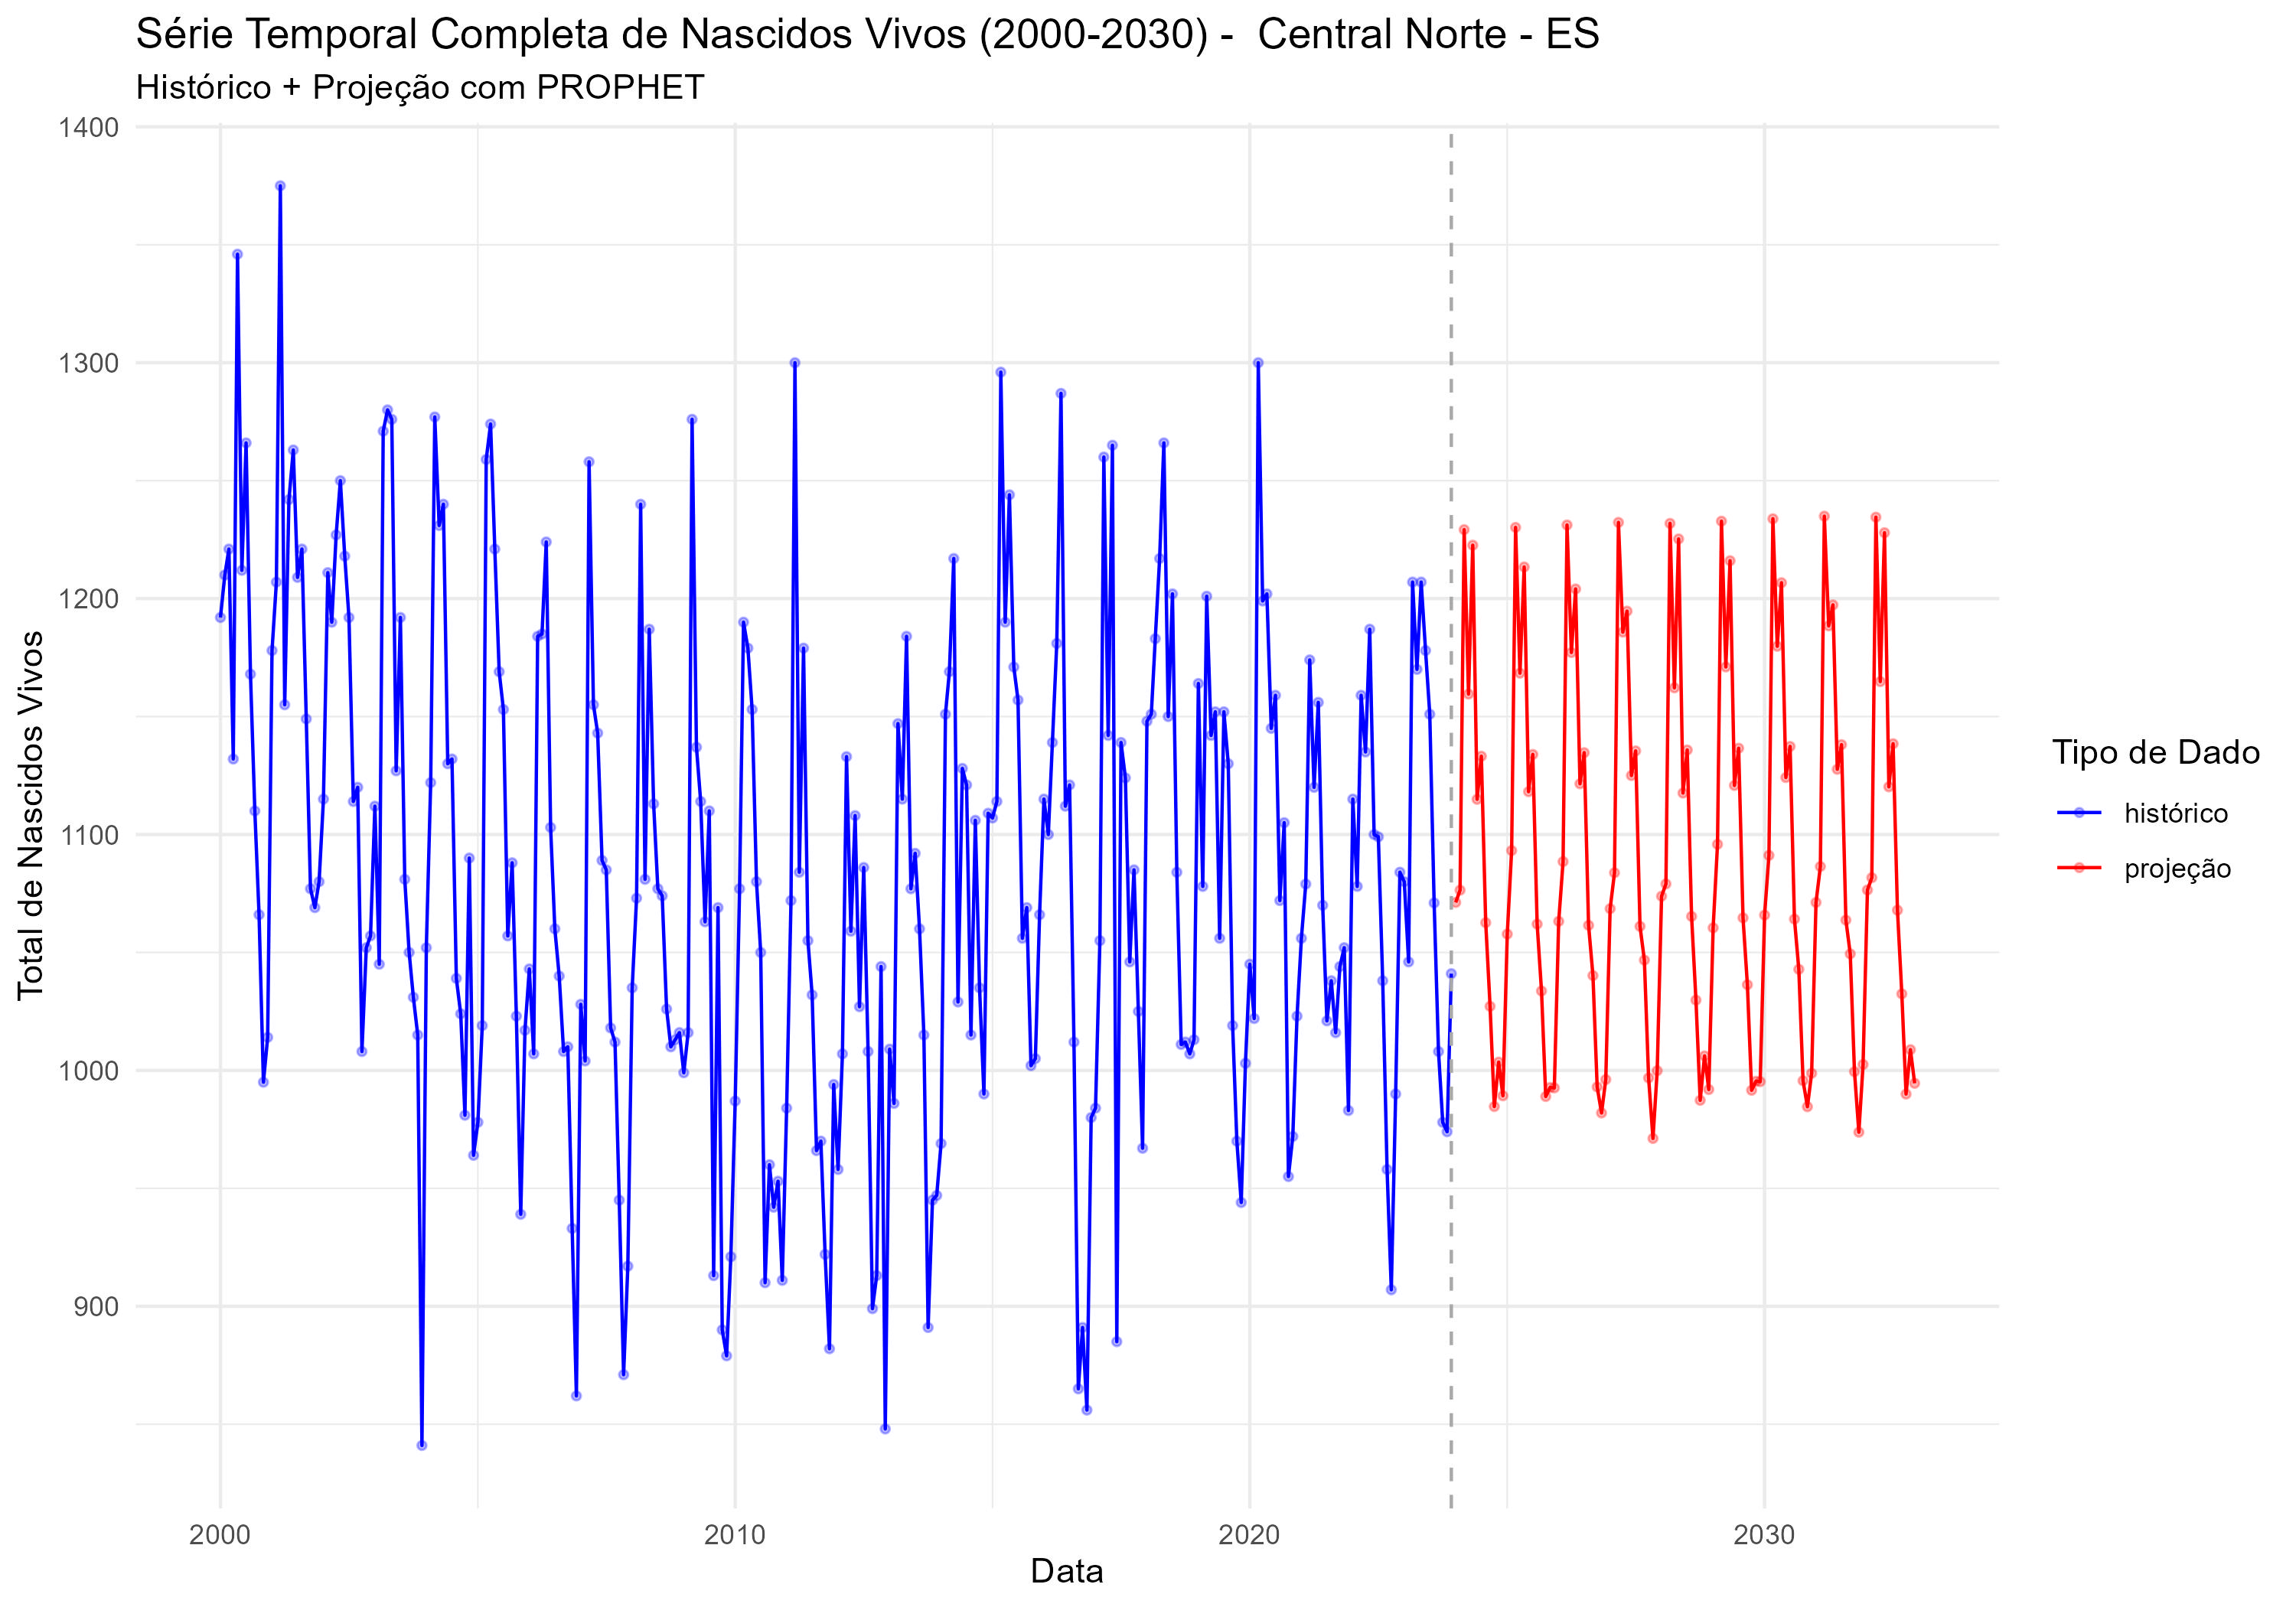 Série Temporal Completa de Nascidos Vivos (2000-2030) -  Central Norte - ES
Histórico + Projeção com PROPHET
Total de Nascidos Vivos
1400
1300
1200
1100
1000
900
2000
2010
2020
2030
Data
Tipo de Dado
histórico
projeção